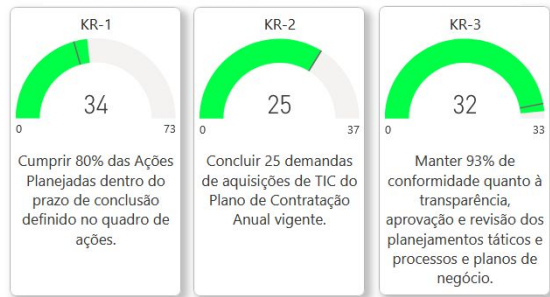 KR-1
34
0
73
Cumprir 80% das Ações
Planejadas dentro do
prazo de conclusão
definido no quadro de
ações.
KR-2
25
0
37
Concluir 25 demandas
de aquisições de TIC do
Plano de Contratação
Anual vigente.
KR-3
32
0
33
Manter 93% de
conformidade quanto à
transparência,
aprovação e revisão dos
planejamentos táticos e
processos e planos de
negócio.